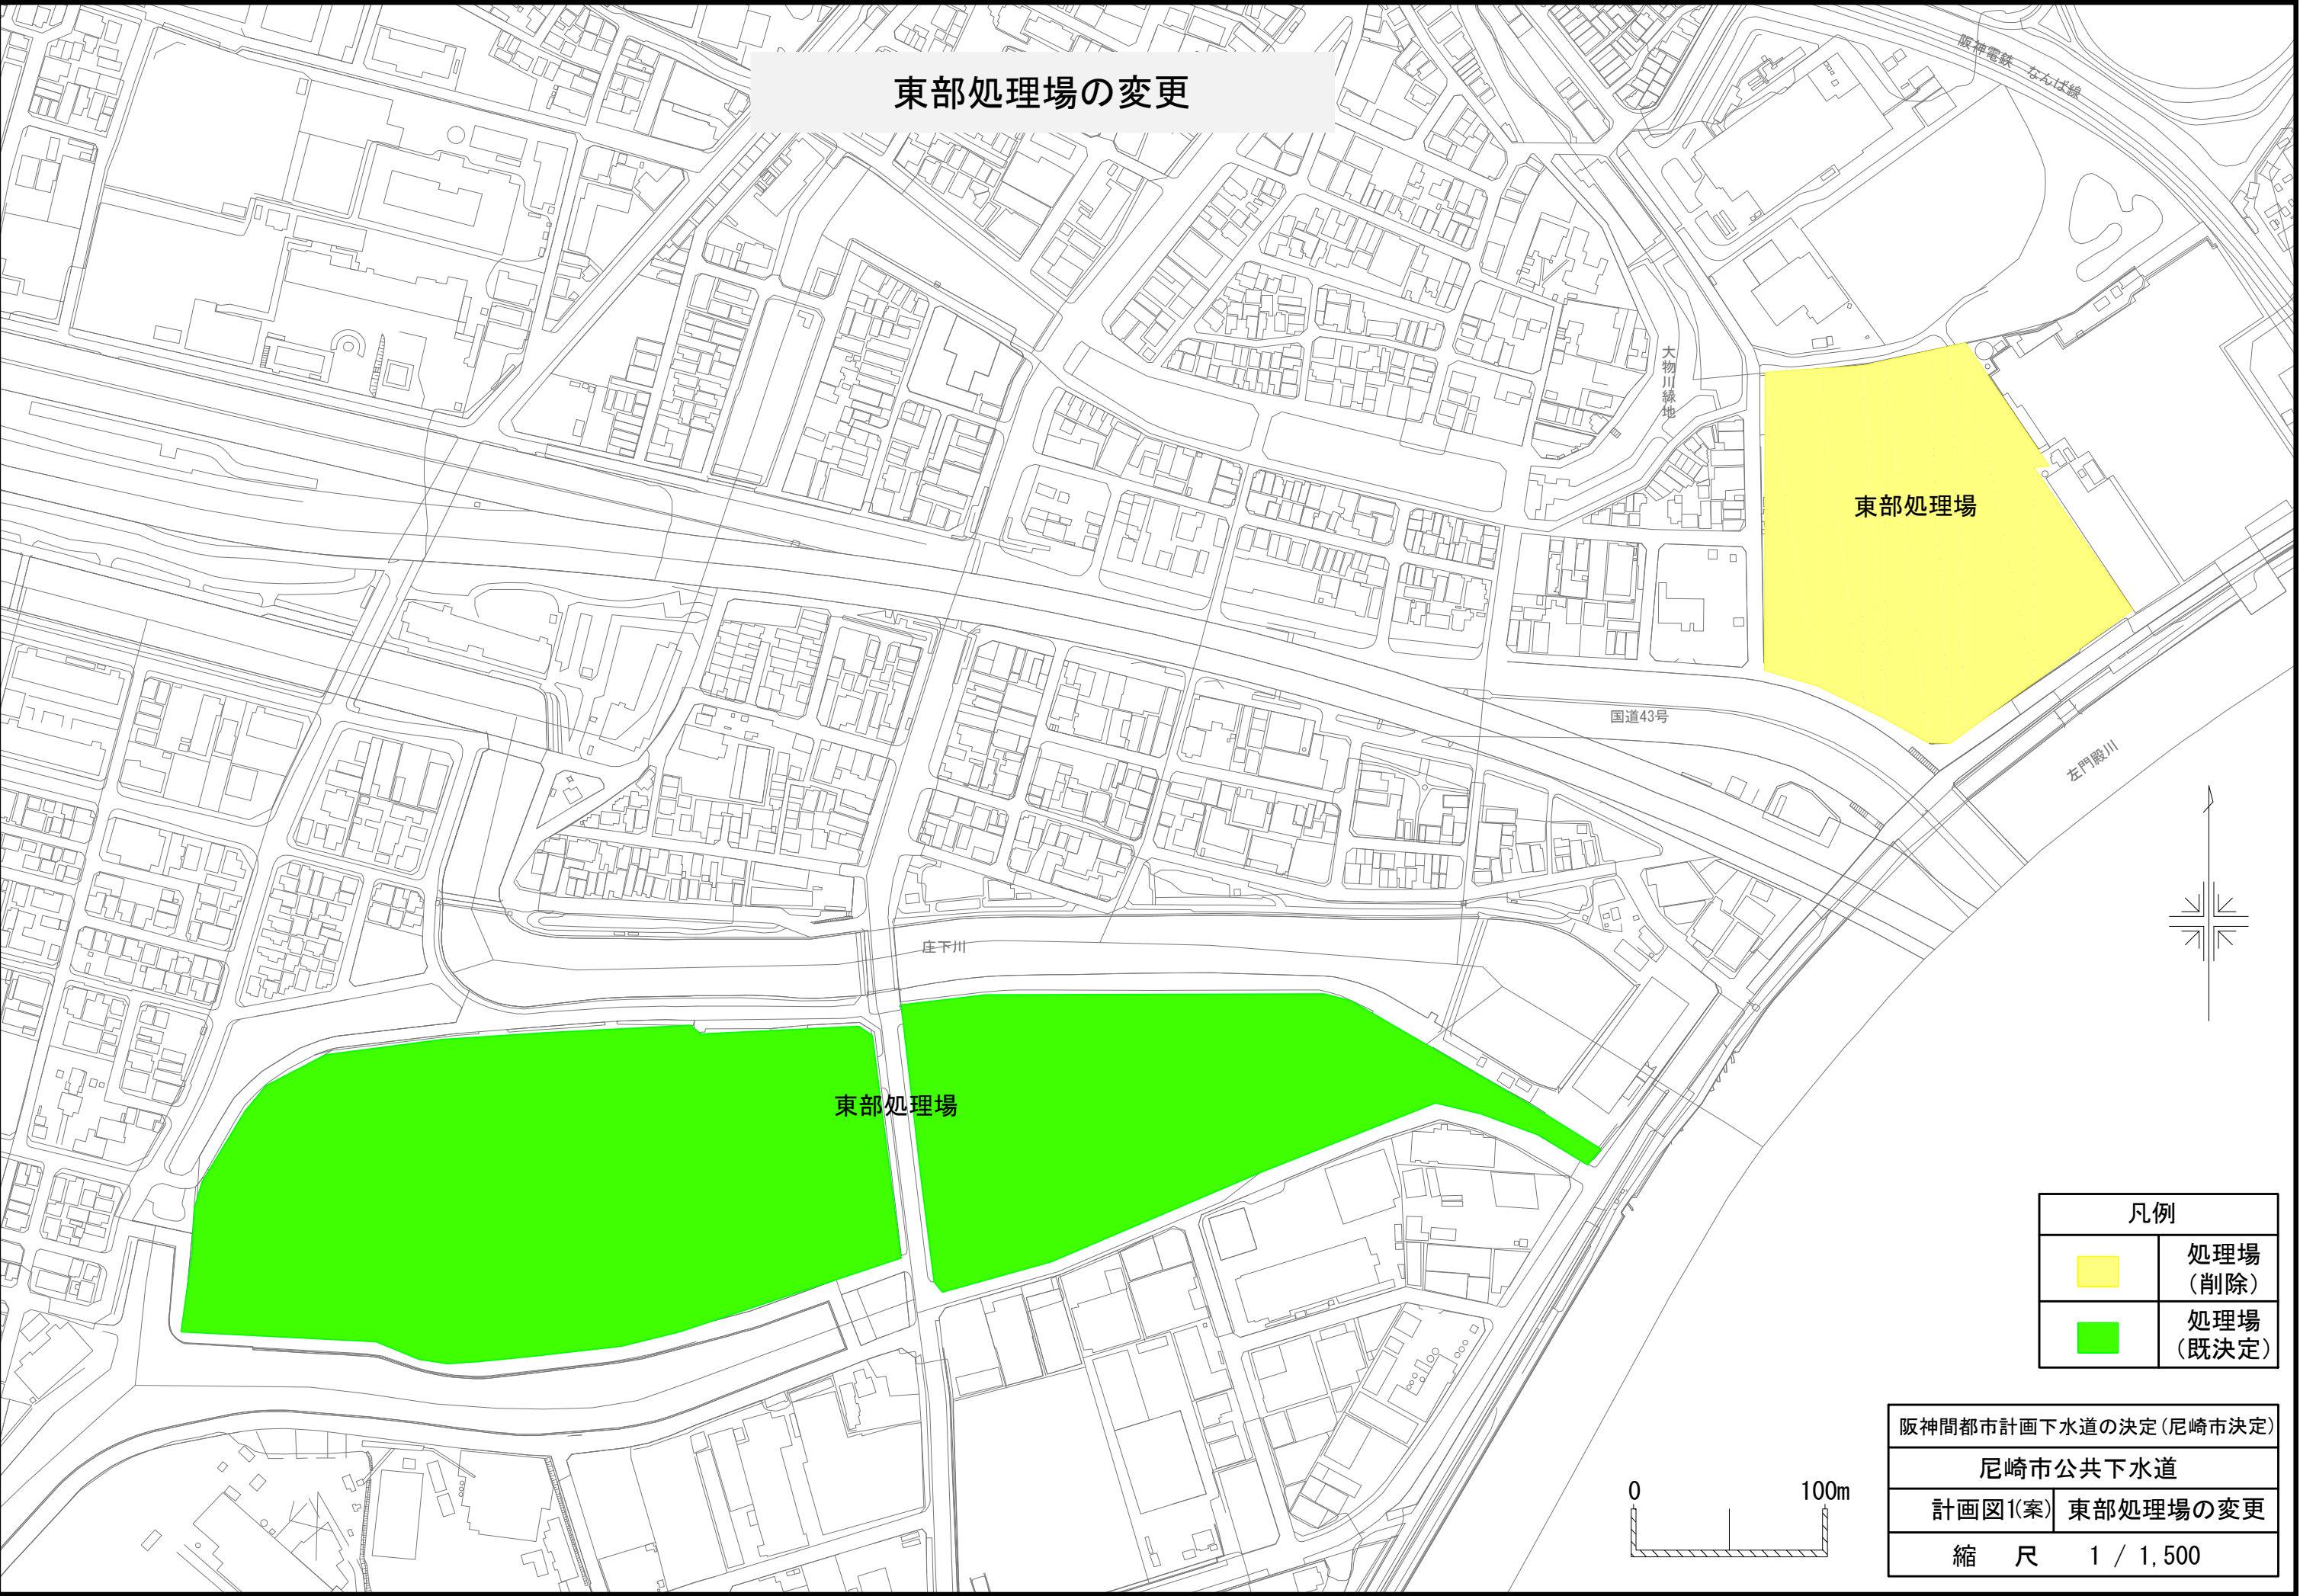 東部処理場の変更
阪神電鉄 なんば線
大物川緑地
東部処理場
国道43号
左門殿川
庄下川
東部処理場
凡例
処理場
(削除)
処理場
(既決定)
阪神間都市計画下水道の決定(尼崎市決定)
尼崎市公共下水道
計画図1(案) 東部処理場の変更
縮 尺 1 / 1,500
0 100m